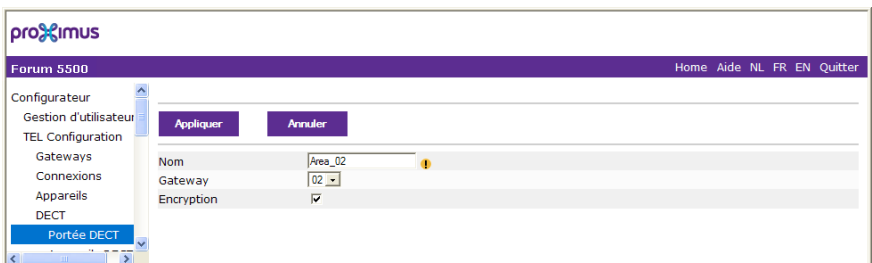 proximus
Forum 5500
Home Aide NL FR EN Quitter
Configurateur
Gestion d'utilisateur
TEL Configuration
Gateways
Connexions
Appareils
DECT
Portée DECT
Appliquer Annuler
Nom Area_02
Gateway 02
Encryption